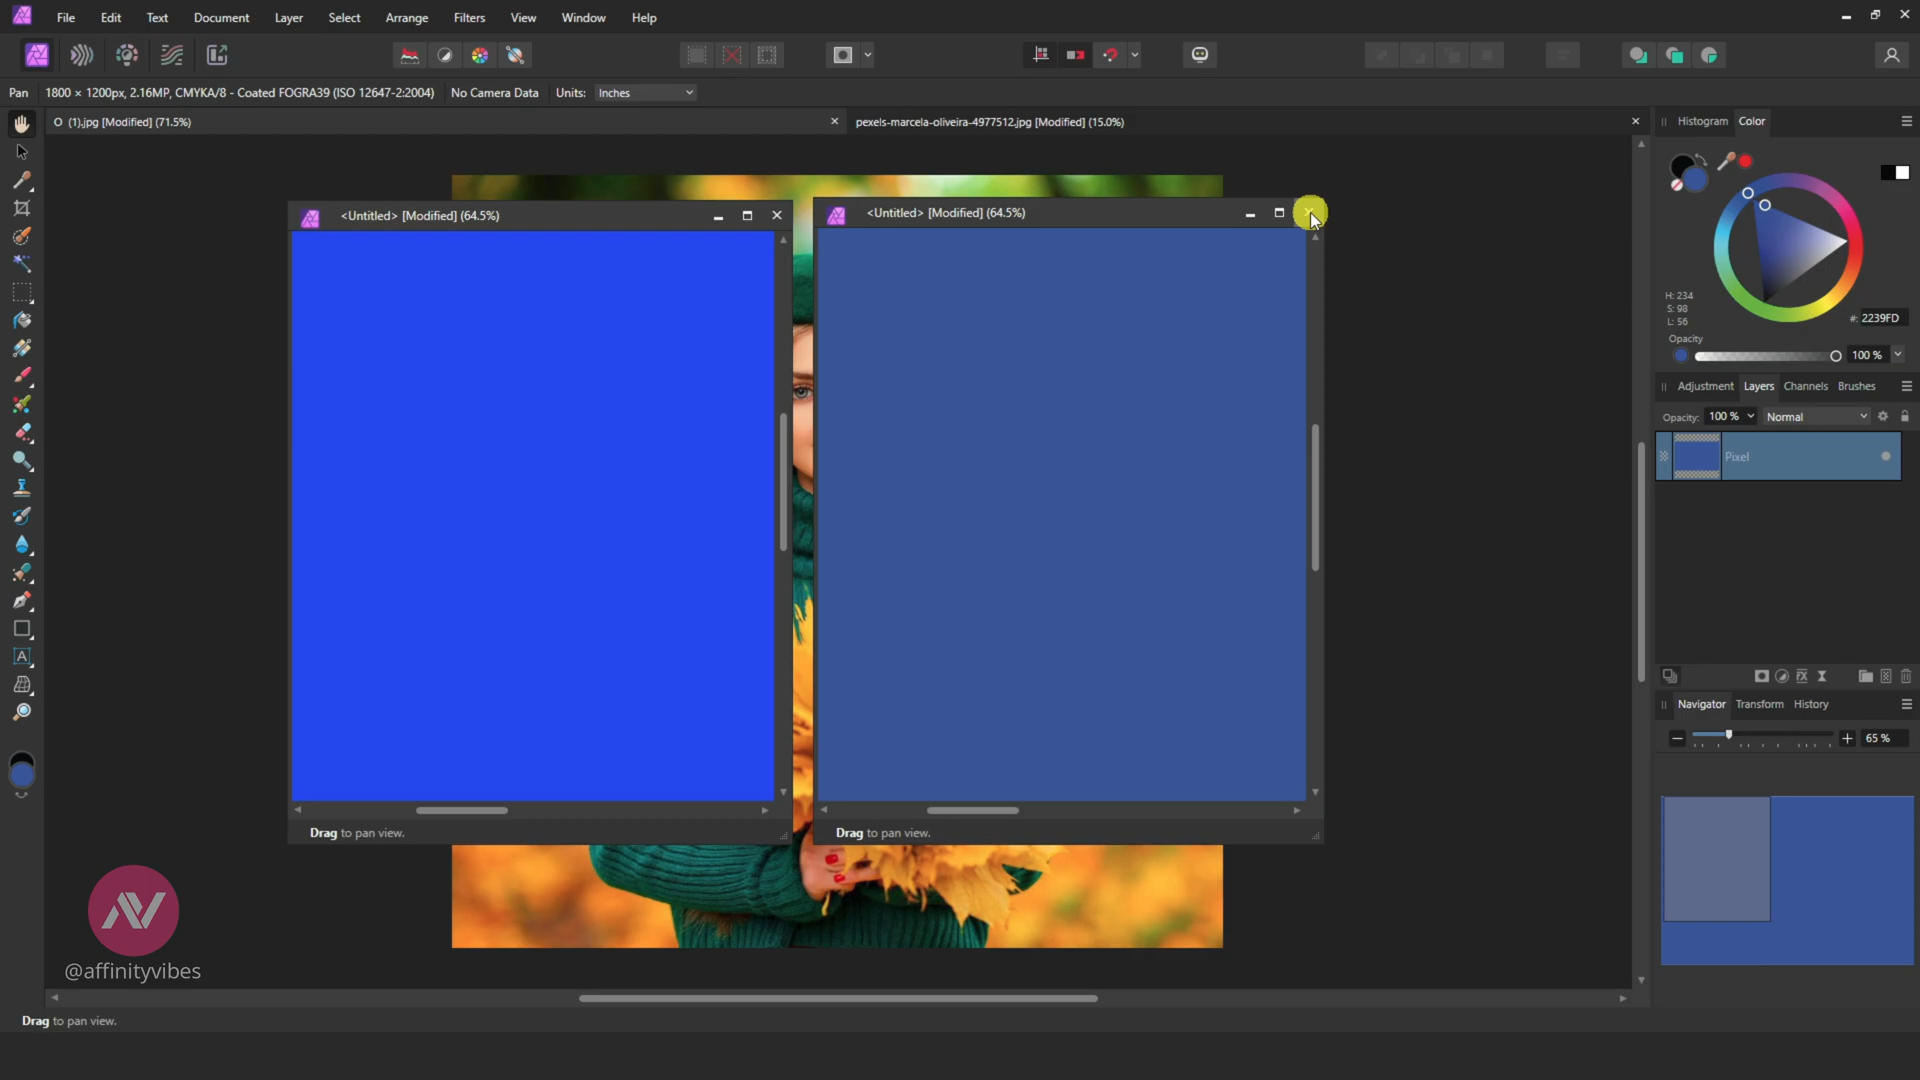 File Edit Text Document Layer Select Arrange Filters View Window Help
Pan 1800 × 1200px, 2.16MP, CMYKA/8 - Coated FOGRA39 (ISO 12647-2:2004) No Camera Data Units: Inches
O (1).jpg [Modified] (71.5%) pexels-marcela-oliveira-4977512.jpg [Modified] (15.0%)
Histogram Color
<Untitled> [Modified] (64.5%)
<Untitled> [Modified] (64.5%)
H: 234
S: 98
L: 56
#: 2239FD
Opacity
100 %
Adjustment Layers Channels Brushes
Opacity: 100 % Normal
Pixel
Navigator Transform History
65 %
Drag to pan view.
Drag to pan view.
AV
@affinityvibes
Drag to pan view.